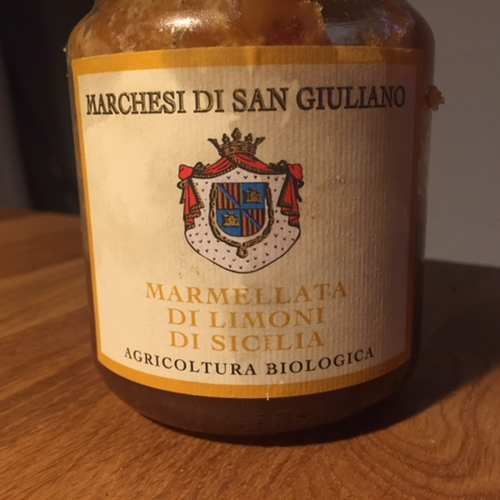 MARCHESI DI SAN GIULIANO
MARMELLATA
DI LIMONI
DI SICILIA
AGRICOLTURA BIOLOGICA